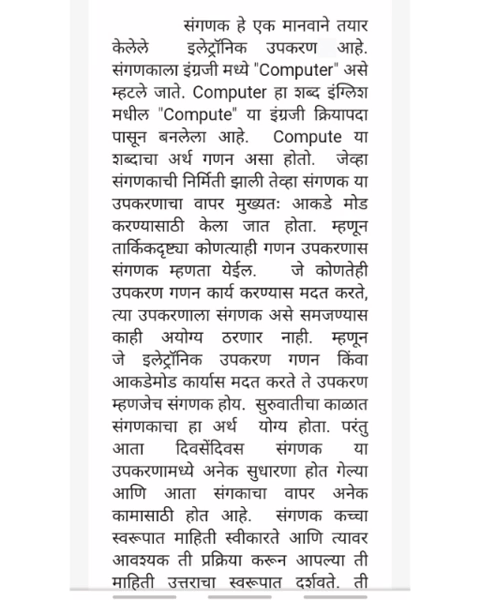 संगणक हे एक मानवाने तयार
केलेले इलेट्रॉनिक उपकरण आहे.
संगणकाला इंग्रजी मध्ये "Computer" असे
म्हटले जाते. Computer हा शब्द इंग्लिश
मधील "Compute" या इंग्रजी क्रियापदा
पासून बनलेला आहे. Compute या
शब्दाचा अर्थ गणन असा होतो. जेव्हा
संगणकाची निर्मिती झाली तेव्हा संगणक या
उपकरणाचा वापर मुख्यतः आकडे मोड
करण्यासाठी केला जात होता. म्हणून
तार्किकदृष्ट्या कोणत्याही गणन उपकरणास
संगणक म्हणता येईल. जे कोणतेही
उपकरण गणन कार्य करण्यास मदत करते,
त्या उपकरणाला संगणक असे समजण्यास
काही अयोग्य ठरणार नाही. म्हणून
जे इलेट्रॉनिक उपकरण गणन किंवा
आकडेमोड कार्यास मदत करते ते उपकरण
म्हणजेच संगणक होय. सुरुवातीचा काळात
संगणकाचा हा अर्थ योग्य होता. परंतु
आता दिवसेंदिवस संगणक या
उपकरणामध्ये अनेक सुधारणा होत गेल्या
आणि आता संगकाचा वापर अनेक
कामासाठी होत आहे. संगणक कच्चा
स्वरूपात माहिती स्वीकारते आणि त्यावर
आवश्यक ती प्रक्रिया करून आपल्या ती
माहिती उत्तराचा स्वरूपात दर्शवते. ती